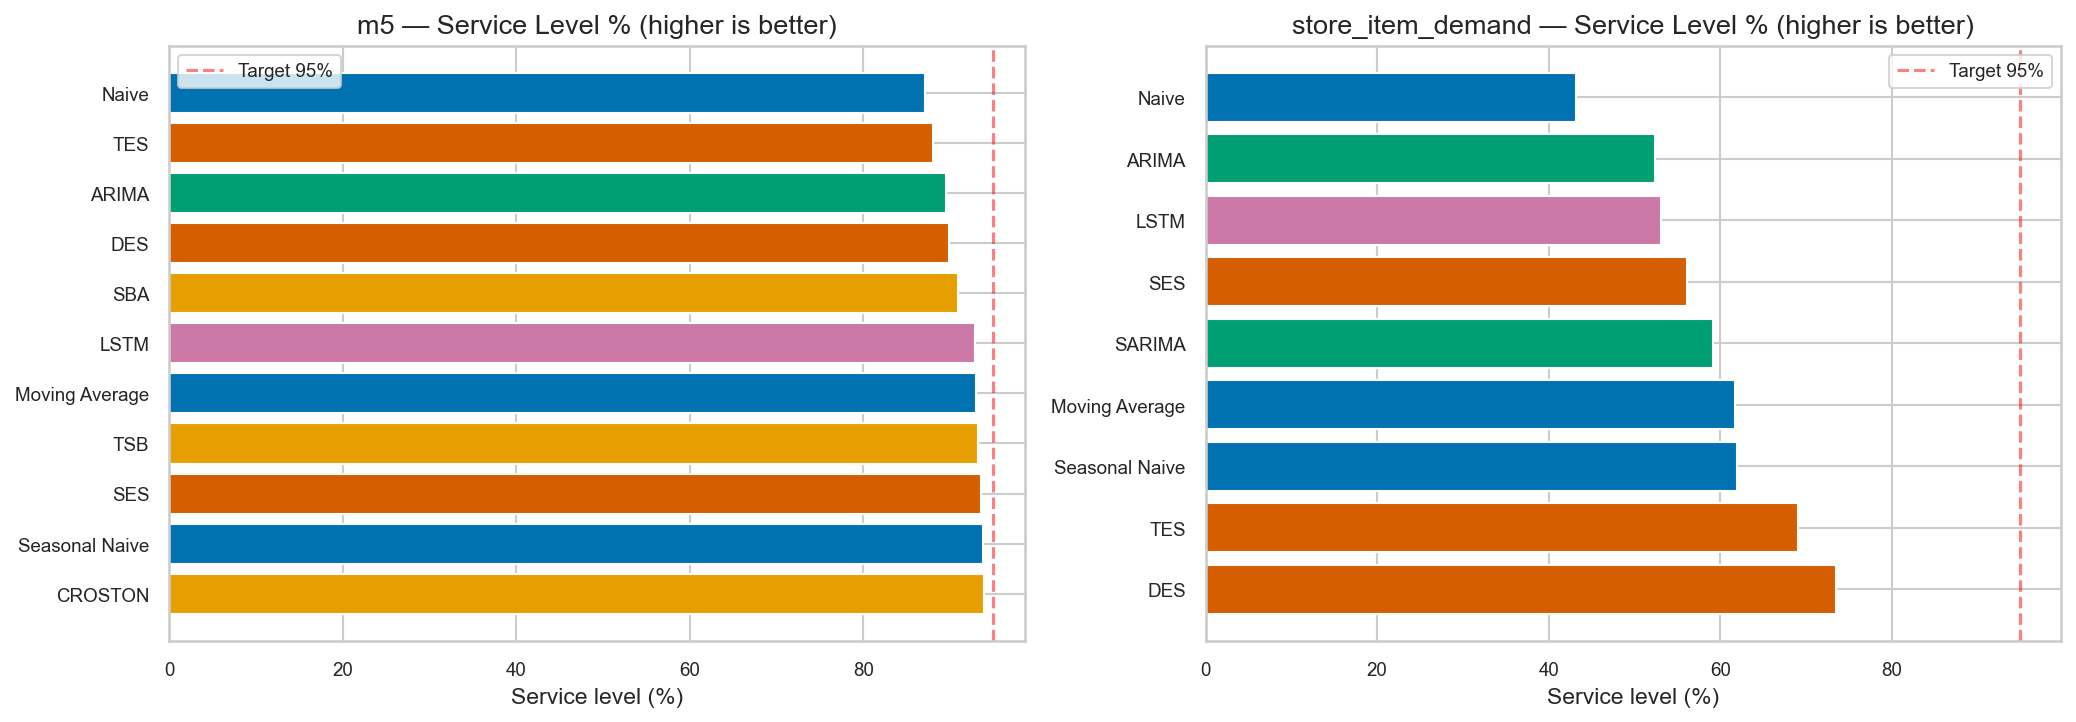 m5 — Service Level % (higher is better)
Target 95%
Naive
TES
ARIMA
DES
SBA
LSTM
Moving Average
TSB
SES
Seasonal Naive
CROSTON
0 20 40 60 80
Service level (%)
store_item_demand — Service Level % (higher is better)
Target 95%
Naive
ARIMA
LSTM
SES
SARIMA
Moving Average
Seasonal Naive
TES
DES
0 20 40 60 80
Service level (%)